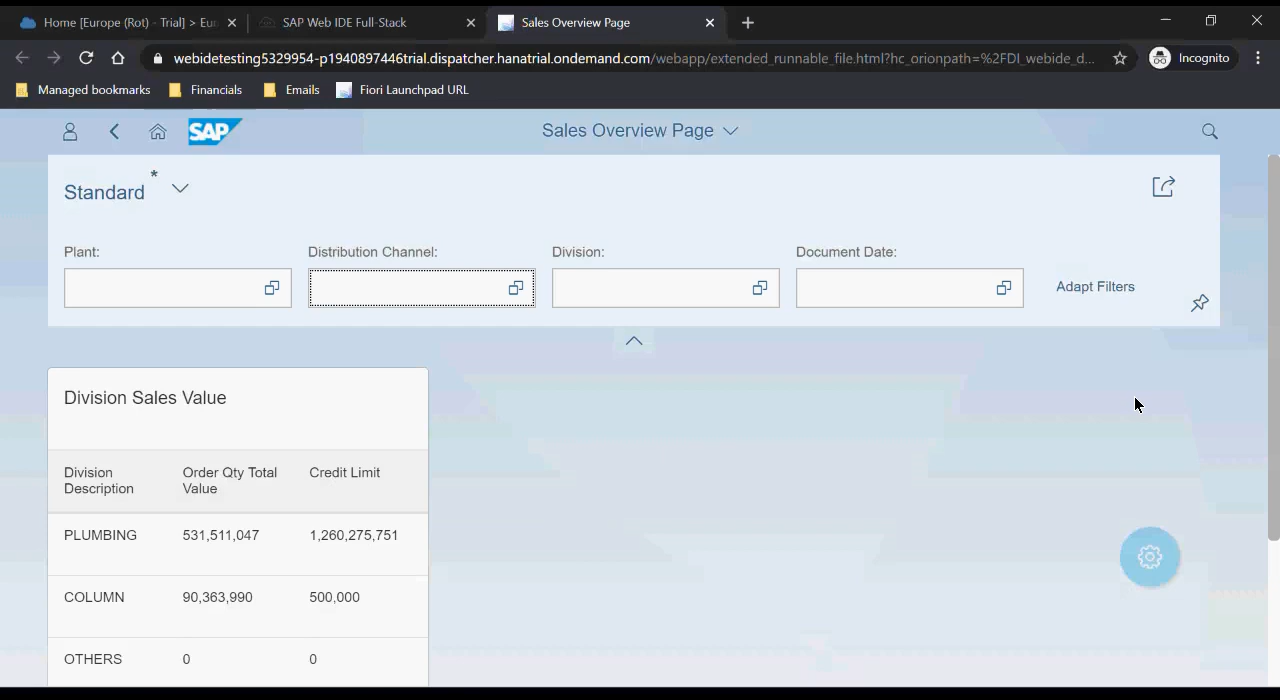 Home [Europe (Rot) - Trial] > Eu
SAP Web IDE Full-Stack
Sales Overview Page
webidetesting5329954-p1940897446trial.dispatcher.hanatrial.ondemand.com/webapp/extended_runnable_file.html?hc_orionpath=%2FDI_webide_d...
Incognito
Managed bookmarks
Financials
Emails
Fiori Launchpad URL
SAP
Sales Overview Page
Standard *
Plant:
Distribution Channel:
Division:
Document Date:
Adapt Filters
Division Sales Value
Division Description
Order Qty Total Value
Credit Limit
PLUMBING 531,511,047 1,260,275,751
COLUMN 90,363,990 500,000
OTHERS 0 0